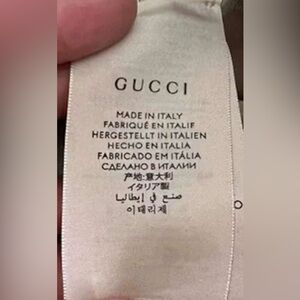 GUCCI
MADE IN ITALY
FABRIQUÉ EN ITALIE
HERGESTELLT IN ITALIEN
HECHO EN ITALIA
FABRICADO EM ITÁLIA
СДЕЛАНО В ИТАЛИИ
产地:意大利
イタリア製
صنع في إيطاليا
이태리제